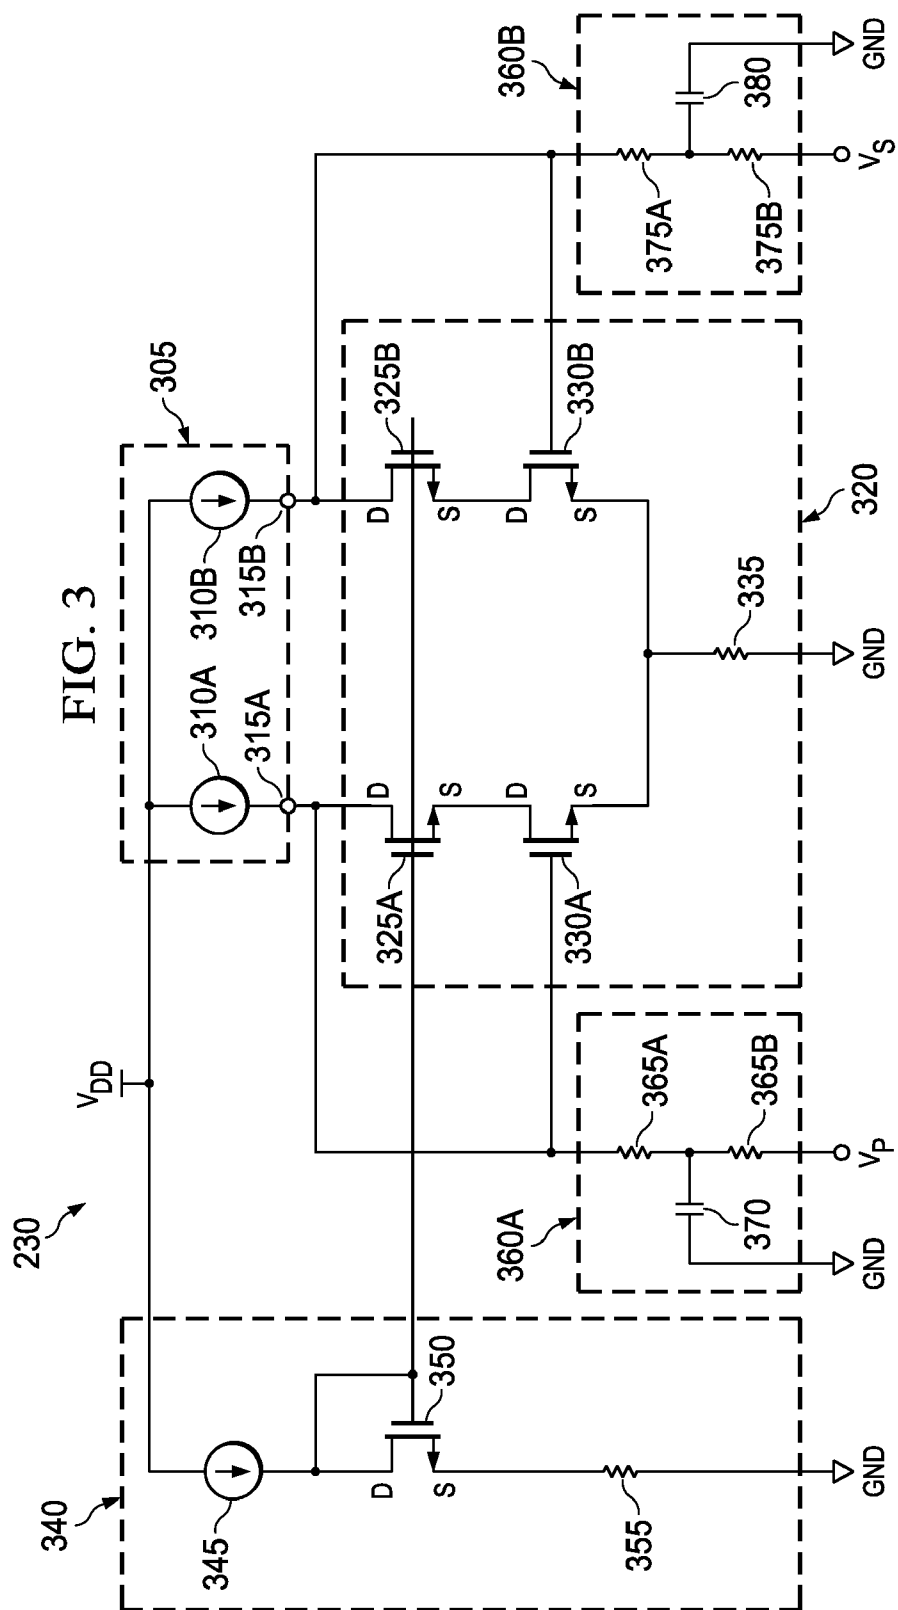 FIG. 3
230
V_DD
305
310A
310B
315A
315B
340
345
D
S
350
355
GND
325A
D
S
325B
D
S
330A
D
S
330B
D
S
320
335
GND
360A
365A
365B
370
GND
V_P
360B
375A
375B
380
V_S
GND